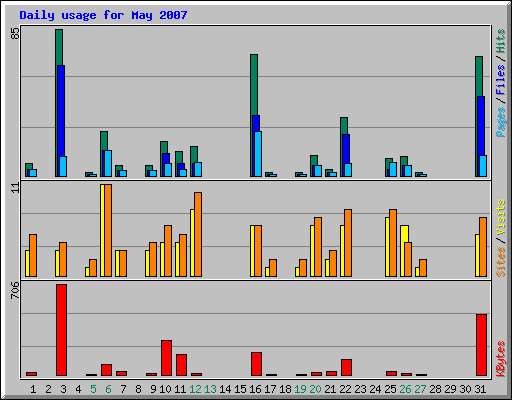 Daily usage for May 2007
85
Pages / Files / Hits
11
Sites / Visits
706
KBytes
1 2 3 4 5 6 7 8 9 10 11 12 13 14 15 16 17 18 19 20 21 22 23 24 25 26 27 28 29 30 31